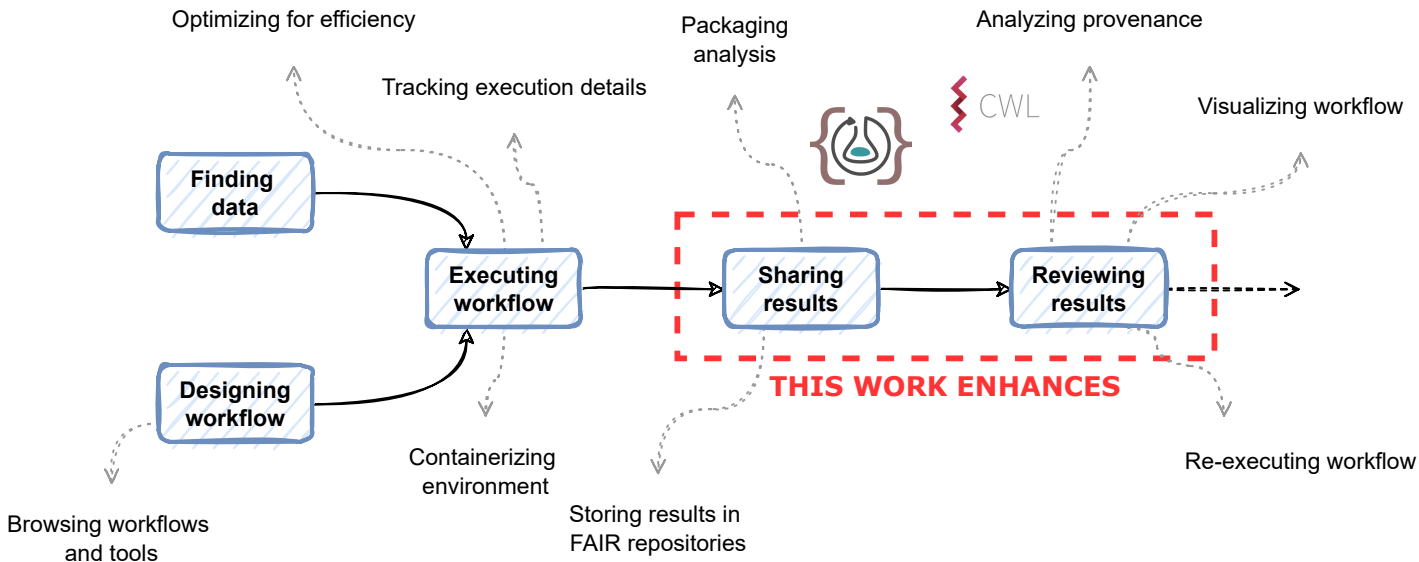 Optimizing for efficiency
Tracking execution details
Packaging
analysis
Analyzing provenance
CWL
Visualizing workflow
Finding
data
Executing
workflow
Sharing
results
Reviewing
results
THIS WORK ENHANCES
Designing
workflow
Containerizing
environment
Re-executing workflow
Browsing workflows
and tools
Storing results in
FAIR repositories